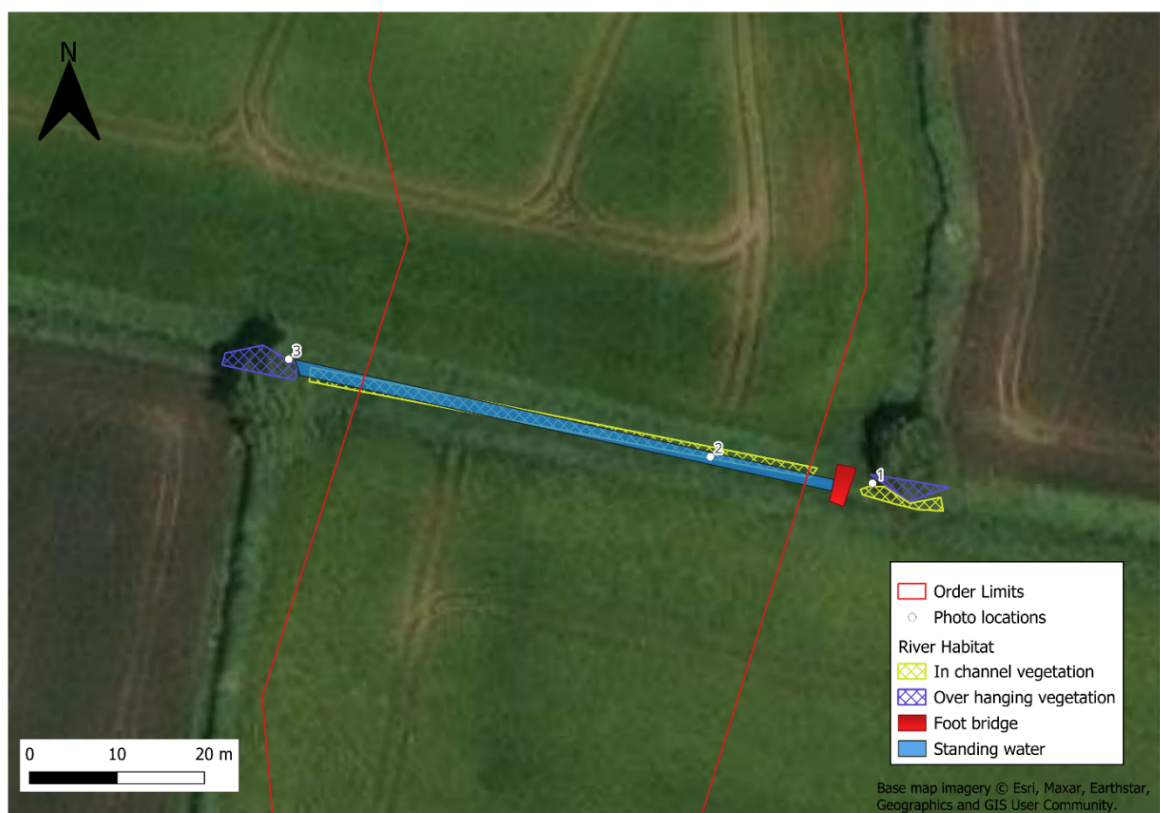 N
3
2
1
Order Limits
Photo locations
River Habitat
In channel vegetation
Over hanging vegetation
Foot bridge
Standing water
0 10 20 m
Base map imagery © Esri, Maxar, Earthstar,
Geographics and GIS User Community.